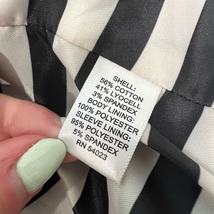 SHELL:
56% COTTON
41% LYOCELL
3% SPANDEX
BODY LINING:
100% POLYESTER
SLEEVE LINING:
95% POLYESTER
5% SPANDEX
RN 54023